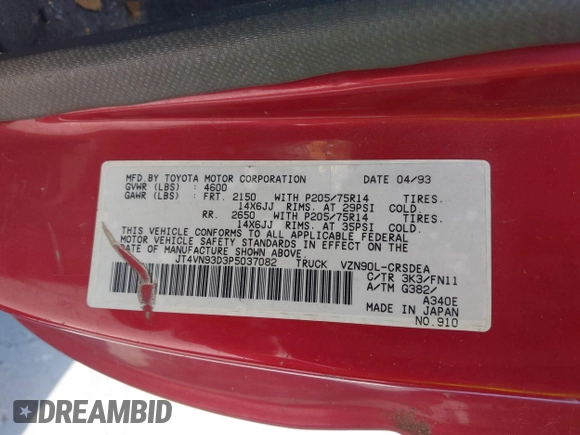 MFD.BY TOYOTA MOTOR CORPORATION DATE 04/93
GVWR (LBS) : 4600
GAWR (LBS) : FRT. 2150 WITH P205/75R14 TIRES.
14X6JJ RIMS. AT 29PSI COLD
RR. 2650 WITH P205/75R14 TIRES.
14X6JJ RIMS. AT 35PSI COLD
THIS VEHICLE CONFORMS TO ALL APPLICABLE FEDERAL
MOTOR VEHICLE SAFETY STANDARDS IN EFFECT ON THE
DATE OF MANUFACTURE SHOWN ABOVE.
JT4VN93D3P5037082 TRUCK VZN90L-CRSDEA
C/TR 3K3/FN11
A/TM G382/
A340E
MADE IN JAPAN
NO.910
DREAMBID